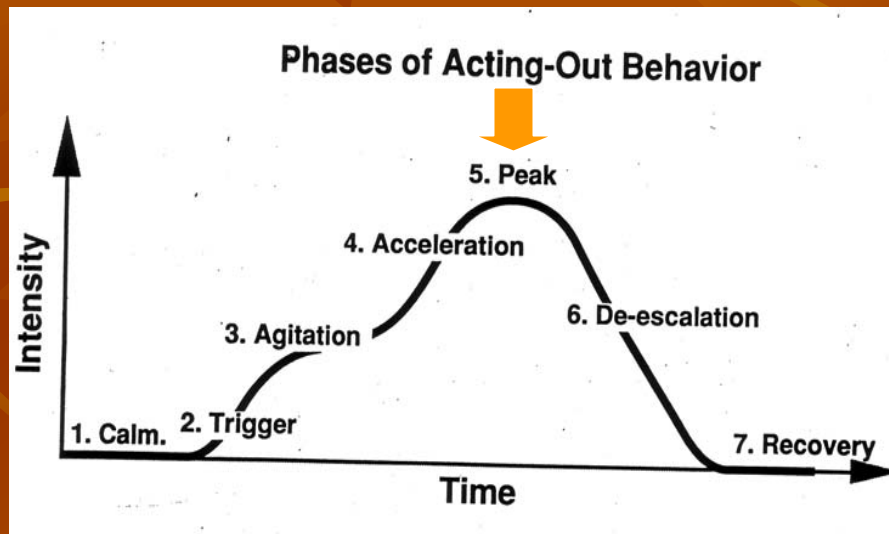 Phases of Acting-Out Behavior
5. Peak
4. Acceleration
6. De-escalation
3. Agitation
2. Trigger
1. Calm.
7. Recovery
Intensity
Time